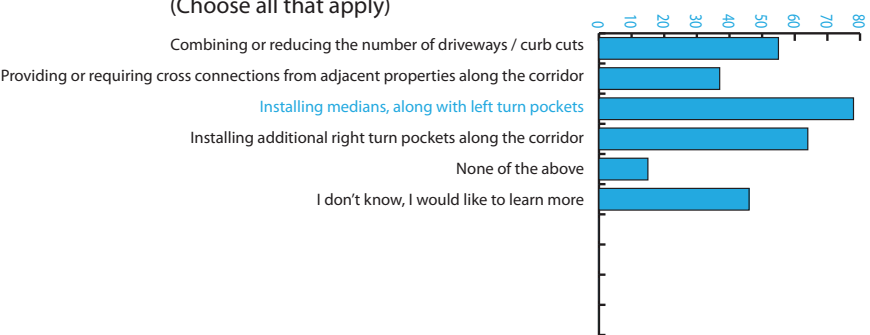 (Choose all that apply)
0 10 20 30 40 50 60 70 80
Combining or reducing the number of driveways / curb cuts
Providing or requiring cross connections from adjacent properties along the corridor
Installing medians, along with left turn pockets
Installing additional right turn pockets along the corridor
None of the above
I don't know, I would like to learn more